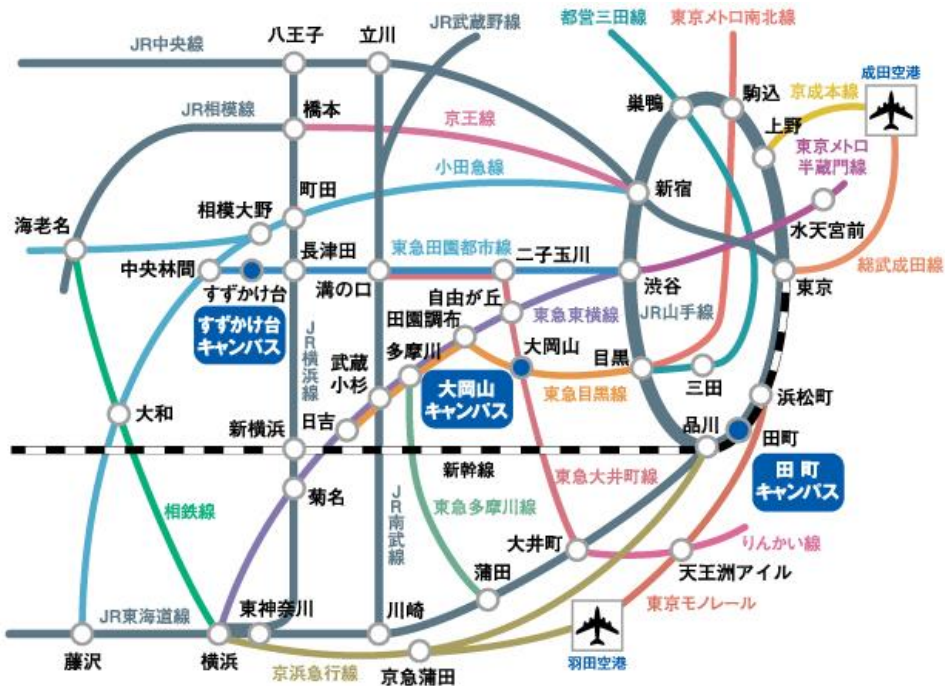 JR武蔵野線
都営三田線
東京メトロ南北線
八王子
立川
JR中央線
成田空港
巣鴨
駒込
京成本線
橋本
JR相模線
京王線
上野
東京メトロ
半蔵門線
小田急線
町田
新宿
相模大野
海老名
水天宮前
長津田
東急田園都市線
二子玉川
中央林間
総武成田線
すずかけ台
溝の口
渋谷
東京
自由が丘
東急東横線
JR山手線
すずかけ台
キャンパス
田園調布
JR横浜線
武蔵
小杉
多摩川
大岡山
目黒
大岡山
キャンパス
東急目黒線
三田
浜松町
大和
日吉
新横浜
品川
田町
新幹線
東急大井町線
田町
キャンパス
菊名
JR南武線
相鉄線
東急多摩川線
大井町
りんかい線
天王洲アイル
蒲田
東京モノレール
JR東海道線
東神奈川
川崎
藤沢
横浜
京浜急行線
京急蒲田
羽田空港